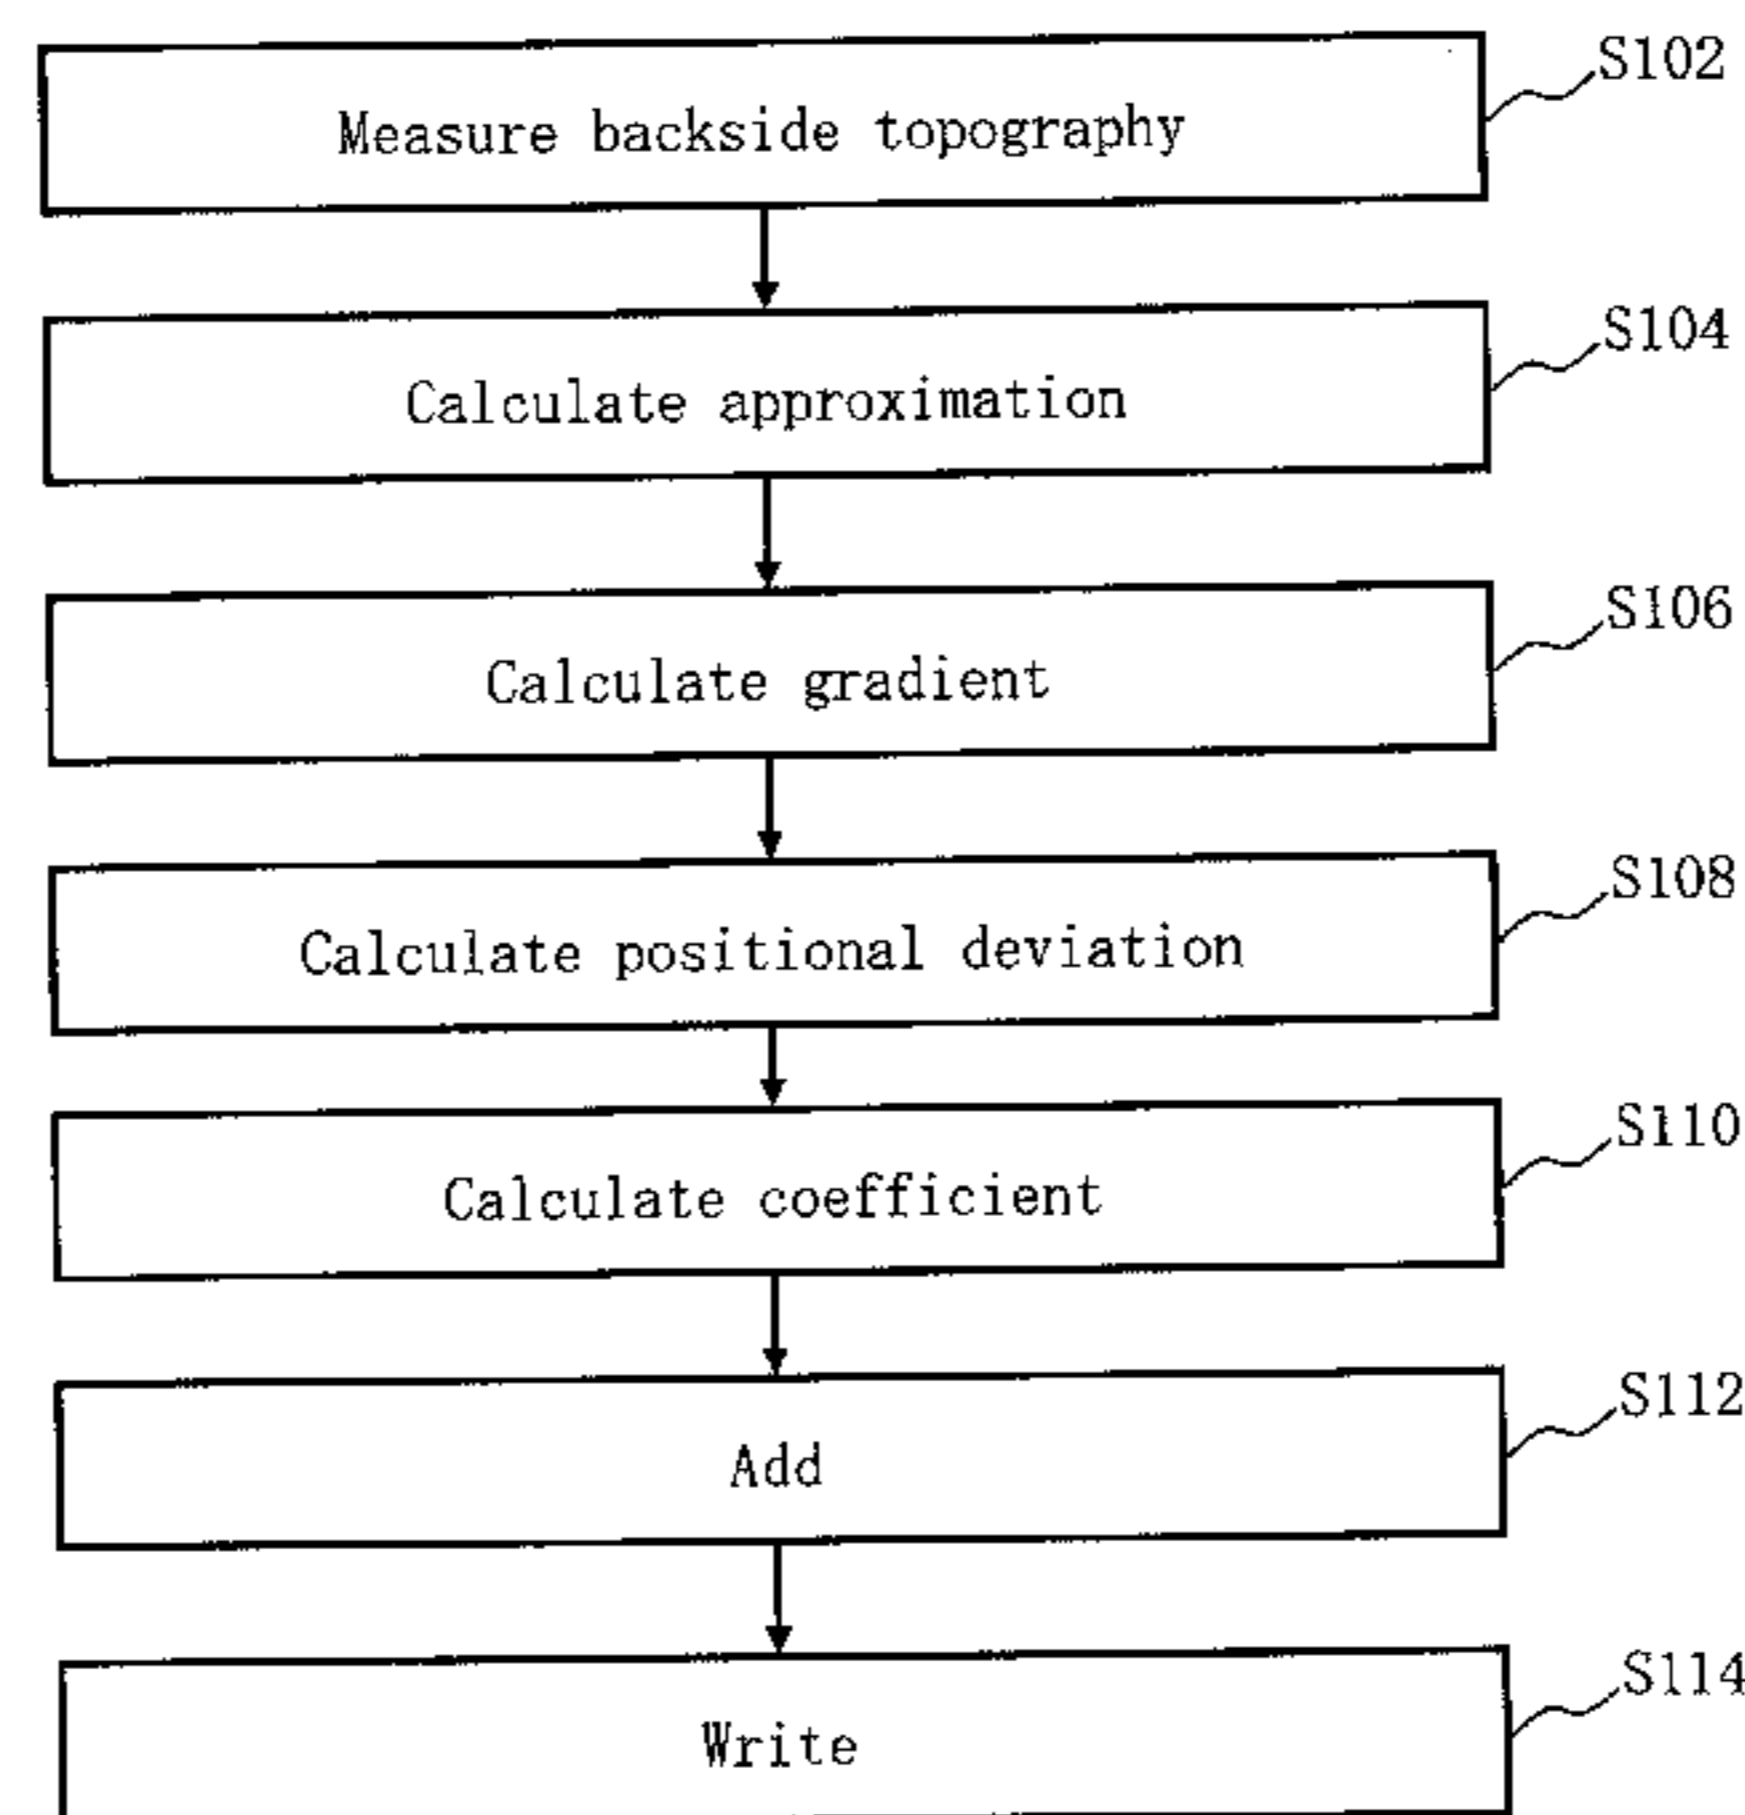 S102
Measure backside topography
S104
Calculate approximation
S106
Calculate gradient
S108
Calculate positional deviation
S110
Calculate coefficient
S112
Add
S114
Write